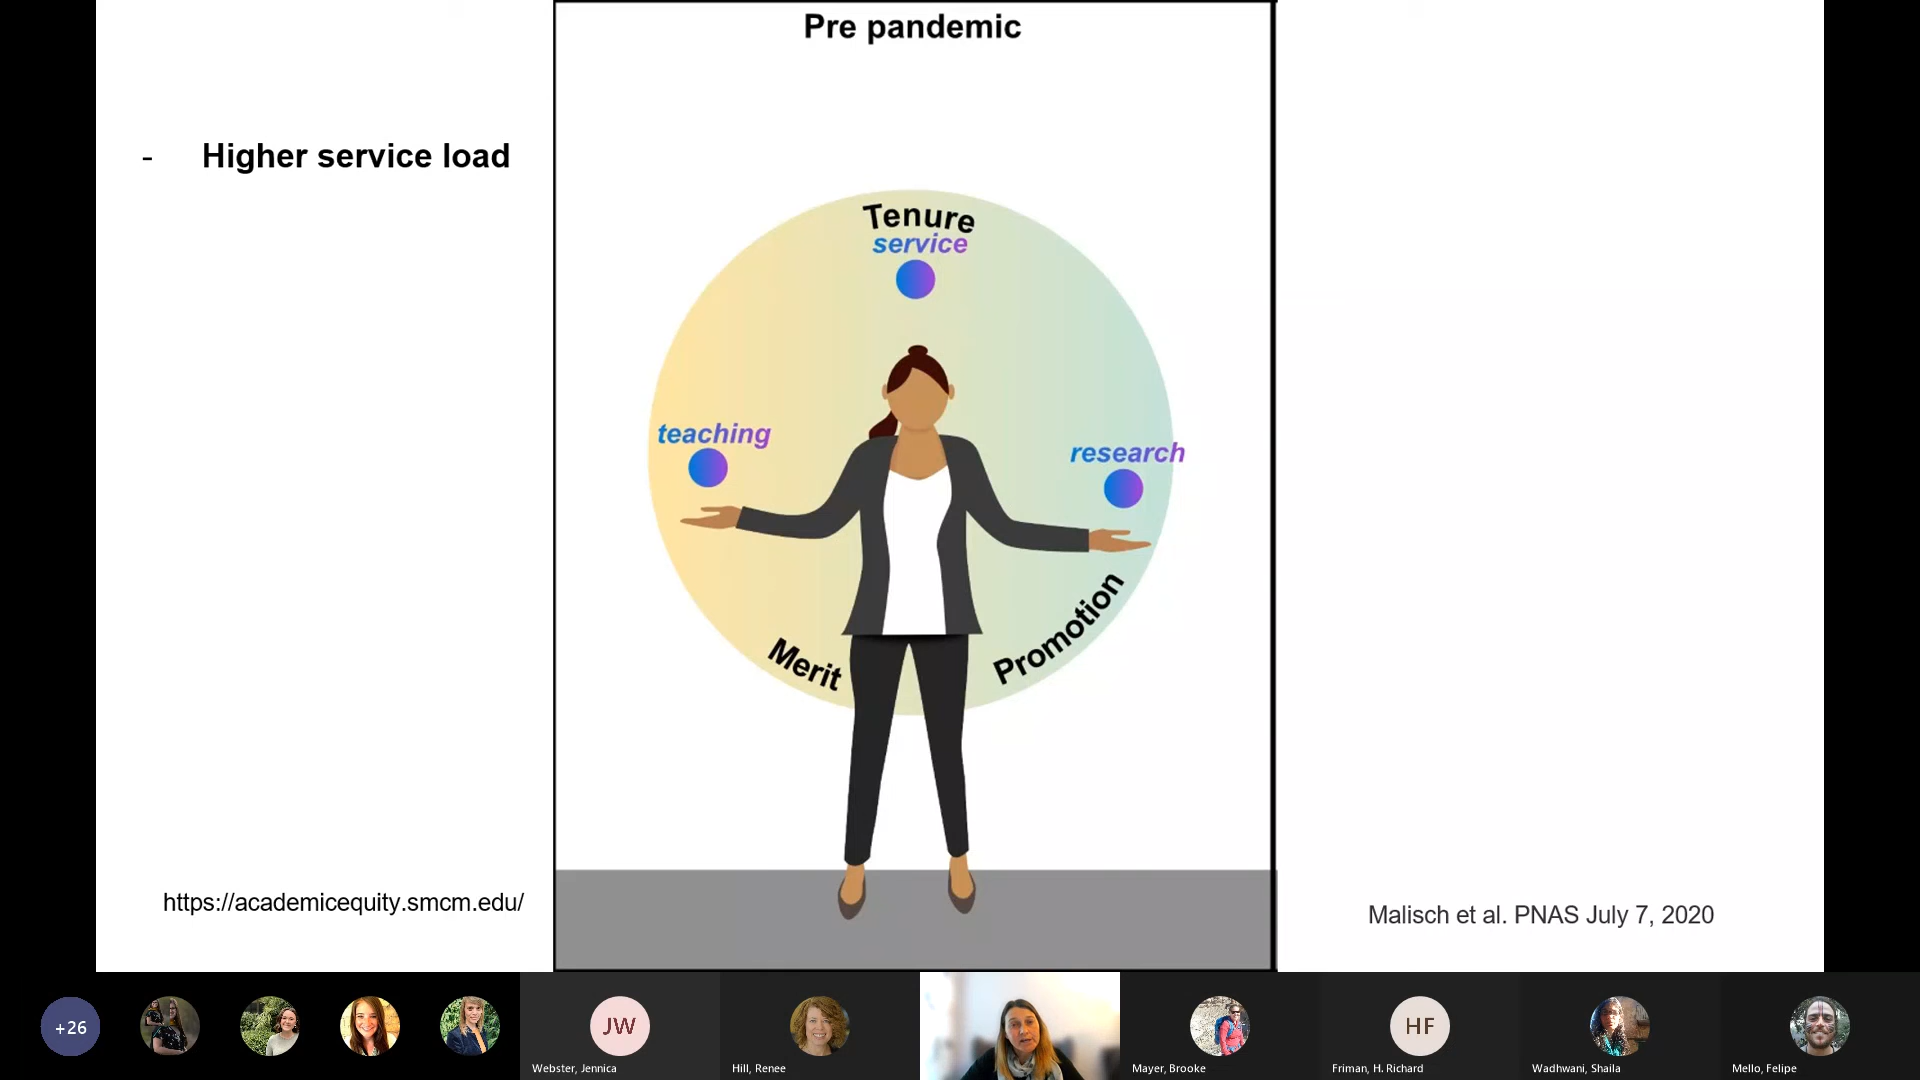 Pre pandemic
- Higher service load
Tenure
service
teaching
research
Merit
Promotion
https://academicequity.smcm.edu/
Malisch et al. PNAS July 7, 2020
+26
JW
HF
Webster, Jennica
Hill, Renee
Mayer, Brooke
Friman, H. Richard
Wadhwani, Shaila
Mello, Felipe